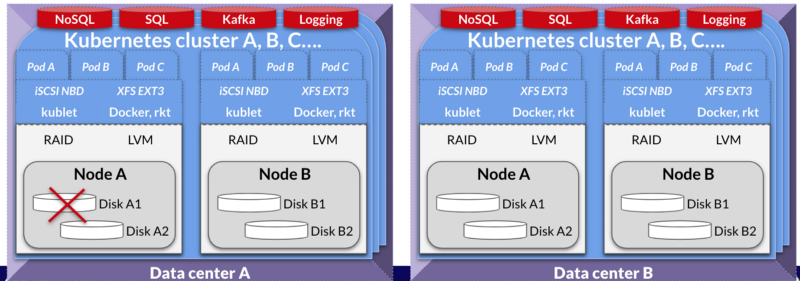 NoSQL SQL Kafka Logging
Kubernetes cluster A, B, C....
Pod A Pod B Pod C Pod A Pod B Pod C
iSCSI NBD XFS EXT3 iSCSI NBD XFS EXT3
kublet Docker, rkt kublet Docker, rkt
RAID LVM RAID LVM
Node A Node B
Disk A1 Disk B1
Disk A2 Disk B2
Data center A
NoSQL SQL Kafka Logging
Kubernetes cluster A, B, C....
Pod A Pod B Pod C Pod A Pod B Pod C
iSCSI NBD XFS EXT3 iSCSI NBD XFS EXT3
kublet Docker, rkt kublet Docker, rkt
RAID LVM RAID LVM
Node A Node B
Disk A1 Disk B1
Disk A2 Disk B2
Data center B